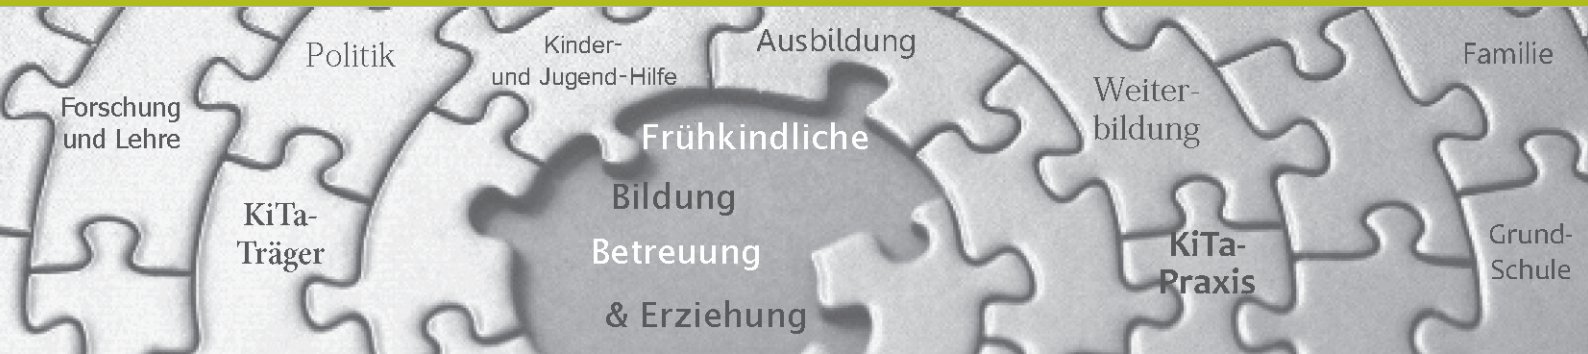 Forschung
und Lehre
Politik
KiTa-
Träger
Kinder-
und Jugend-Hilfe
Ausbildung
Frühkindliche
Bildung
Betreuung
& Erziehung
Weiter-
bildung
KiTa-
Praxis
Familie
Grund-
Schule